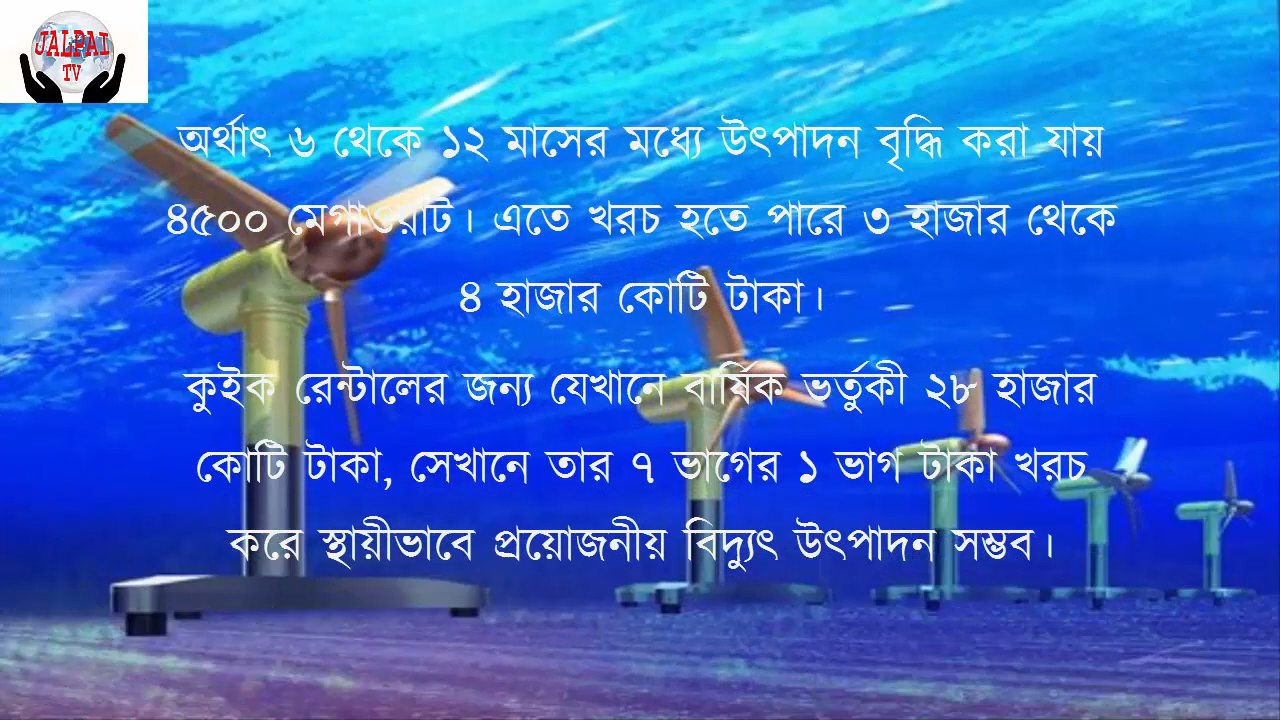 JALPAI
TV
অর্থাৎ ৬ থেকে ১২ মাসের মধ্যে উৎপাদন বৃদ্ধি করা যায়
৪৫০০ মেগাওয়াট। এতে খরচ হতে পারে ৩ হাজার থেকে
৪ হাজার কোটি টাকা।
কুইক রেন্টালের জন্য যেখানে বার্ষিক ভর্তুকী ২৮ হাজার
কোটি টাকা, সেখানে তার ৭ ভাগের ১ ভাগ টাকা খরচ
করে স্থায়ীভাবে প্রয়োজনীয় বিদ্যুৎ উৎপাদন সম্ভব।